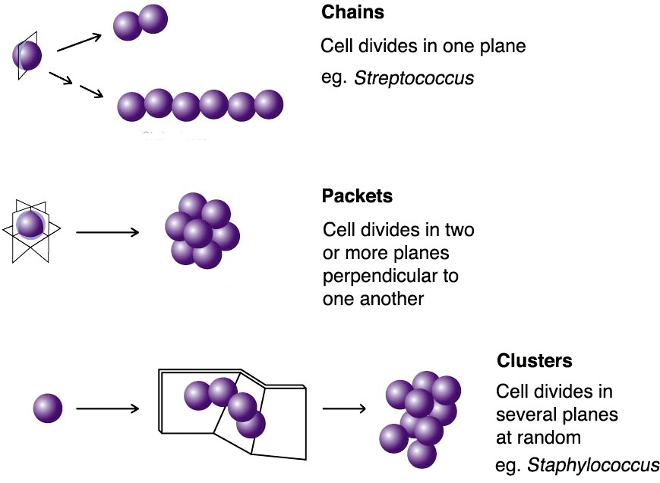 Chains
Cell divides in one plane
eg. Streptococcus
Packets
Cell divides in two
or more planes
perpendicular to
one another
Clusters
Cell divides in
several planes
at random
eg. Staphylococcus